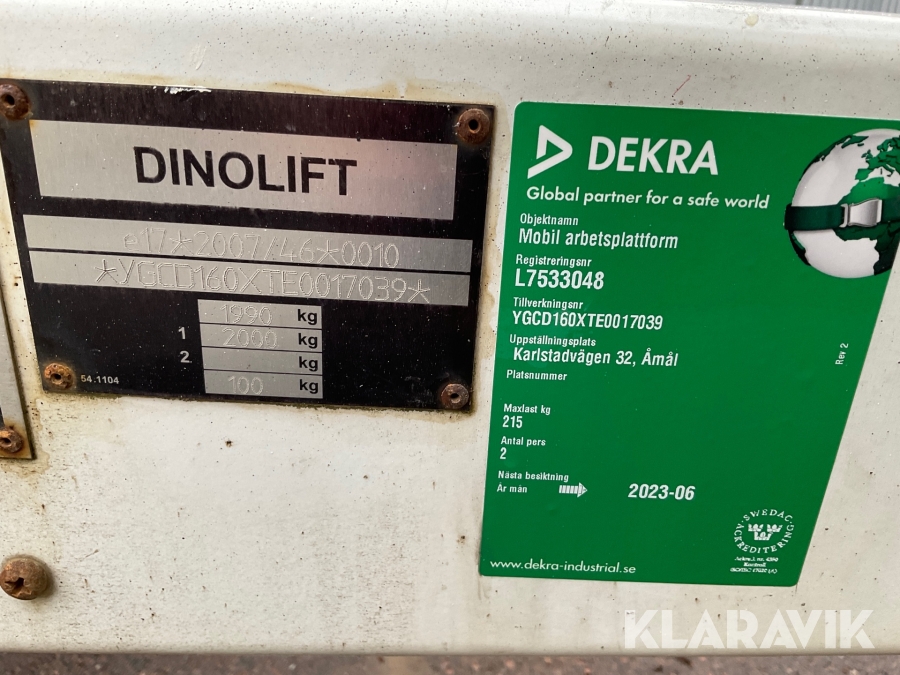 DINOLIFT
e17*2007/46*0010
*YGCD160XTE0017039*
1990 kg
1 2000 kg
2 kg
100 kg
54.1104
DEKRA
Global partner for a safe world
Objektnamn
Mobil arbetsplattform
Registreringsnr
L7533048
Tillverkningsnr
YGCD160XTE0017039
Uppställningsplats
Karlstadvägen 32, Åmål
Platsnummer
Maxlast kg
215
Antal pers
2
Nästa besiktning
År mån 2023-06
Rev 2
SWEDAC
ACKREDITERING
Kontroll
www.dekra-industrial.se
KLARAVIK